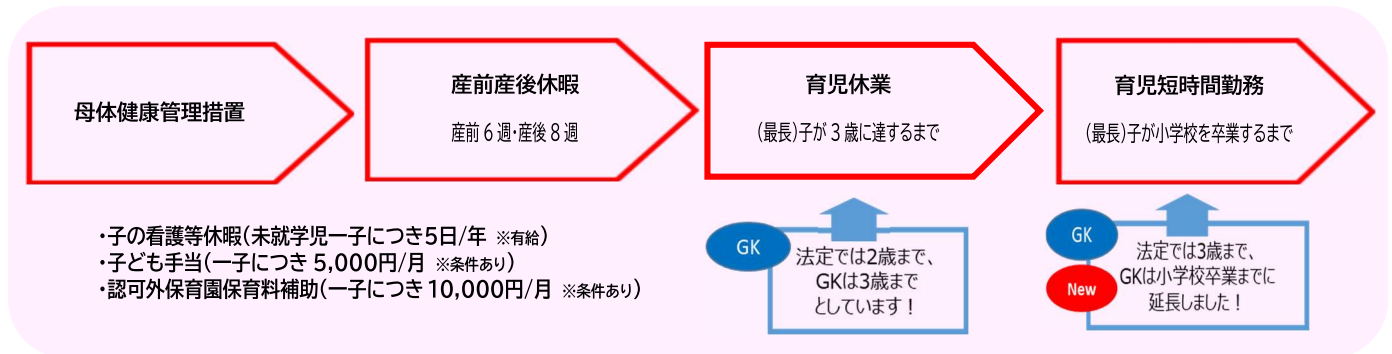 母体健康管理措置
産前産後休暇
産前6週・産後8週
育児休業
(最長)子が3歳に達するまで
育児短時間勤務
(最長)子が小学校を卒業するまで
・子の看護等休暇(未就学児一子につき5日/年 ※有給)
・子ども手当(一子につき 5,000円/月 ※条件あり)
・認可外保育園保育料補助(一子につき10,000円/月 ※条件あり)
GK
法定では2歳まで、
GKは3歳まで
としています！
GK
New
法定では3歳まで、
GKは小学校卒業までに
延長しました！